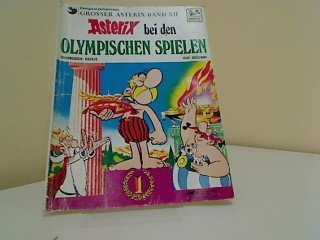 GROSSER ASTERIX BAND XII
Asterix bei den
OLYMPISCHEN SPIELEN
1